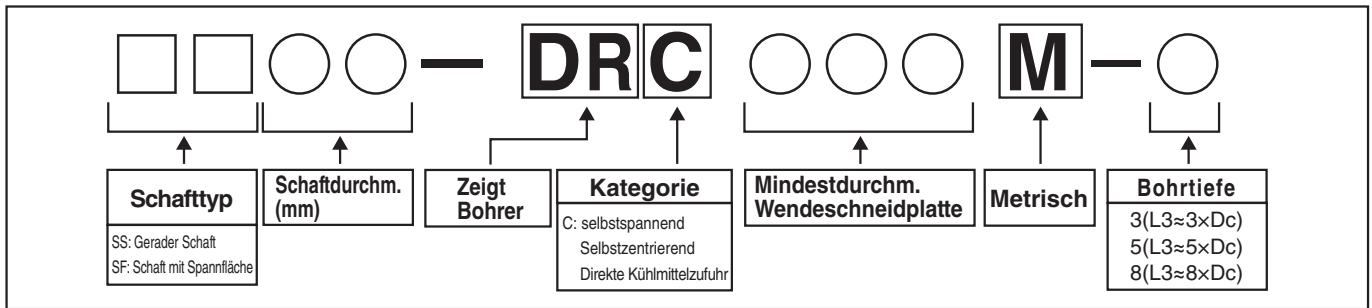 — DRC M —
Schafttyp
SS: Gerader Schaft
SF: Schaft mit Spannfläche
Schaftdurchm.
(mm)
Zeigt
Bohrer
Kategorie
C: selbstspannend
Selbstzentrierend
Direkte Kühlmittelzufuhr
Mindestdurchm.
Wendeschneidplatte
Metrisch
Bohrtiefe
3(L3≈3×Dc)
5(L3≈5×Dc)
8(L3≈8×Dc)